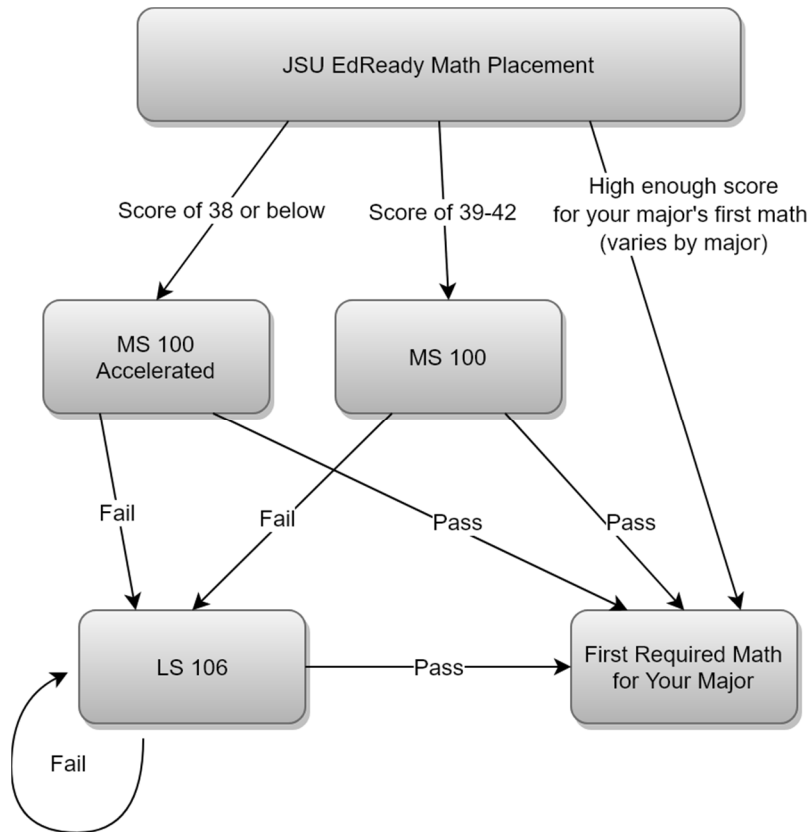 JSU EdReady Math Placement
Score of 38 or below
Score of 39-42
High enough score
for your major's first math
(varies by major)
MS 100
Accelerated
MS 100
Fail
Fail
Pass
Pass
LS 106
Pass
First Required Math
for Your Major
Fail